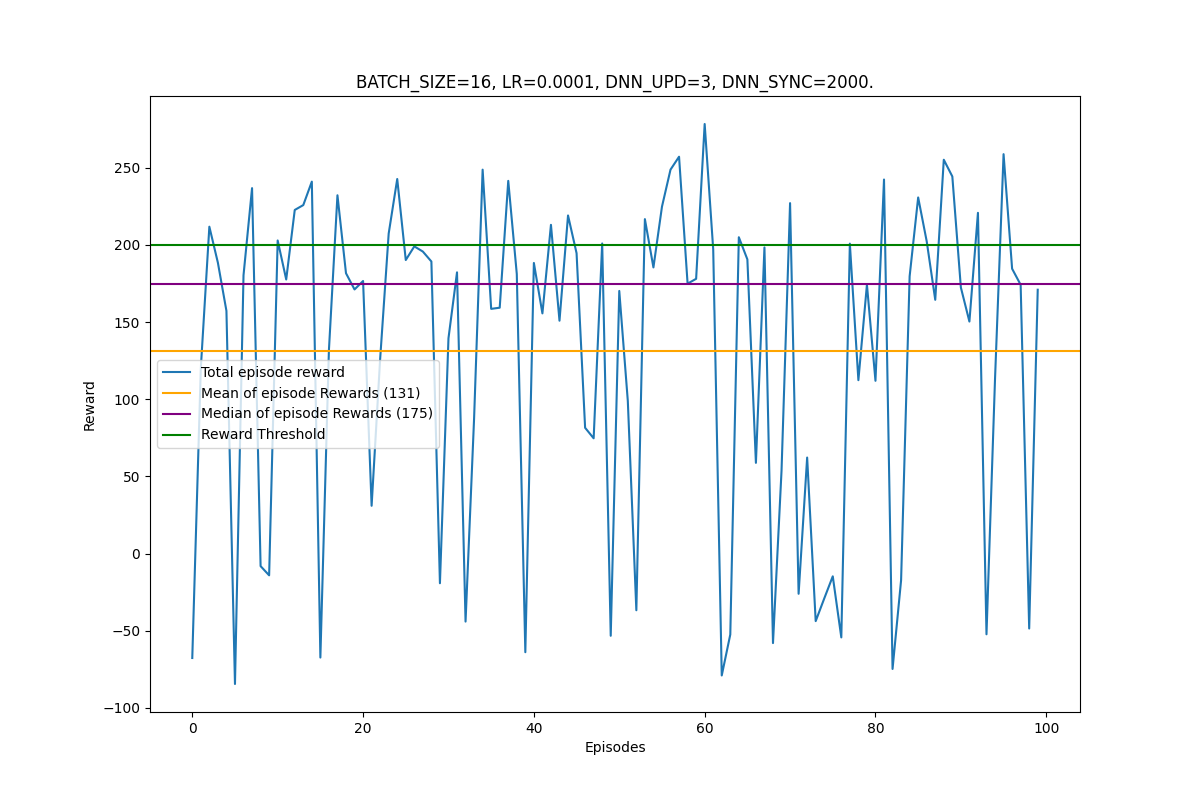 BATCH_SIZE=16, LR=0.0001, DNN_UPD=3, DNN_SYNC=2000.
250
200
150
100
50
0
−50
−100
Reward
Total episode reward
Mean of episode Rewards (131)
Median of episode Rewards (175)
Reward Threshold
0 20 40 60 80 100
Episodes